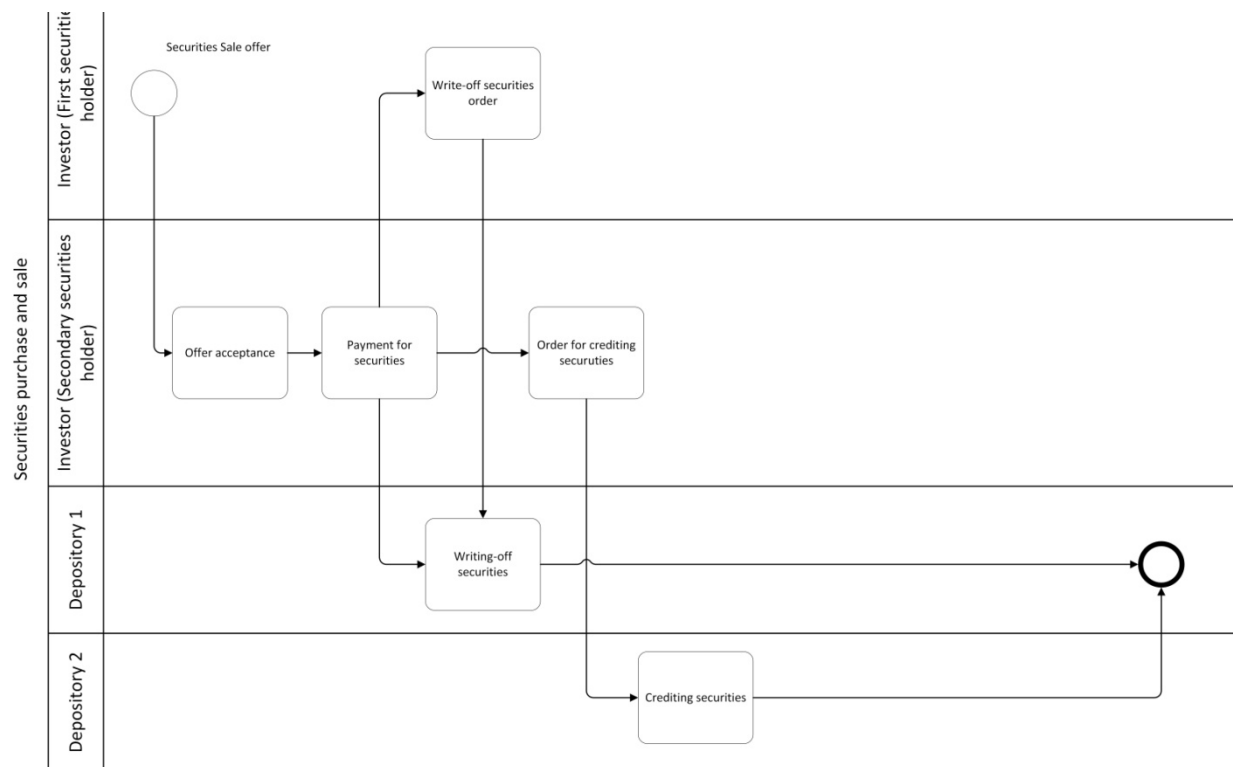 Securities purchase and sale
Investor (First securities
holder)
Securities Sale offer
Write-off securities
order
Investor (Secondary securities
holder)
Offer acceptance
Payment for
securities
Order for crediting
securuties
Depository 1
Writing-off
securities
Depository 2
Crediting securities